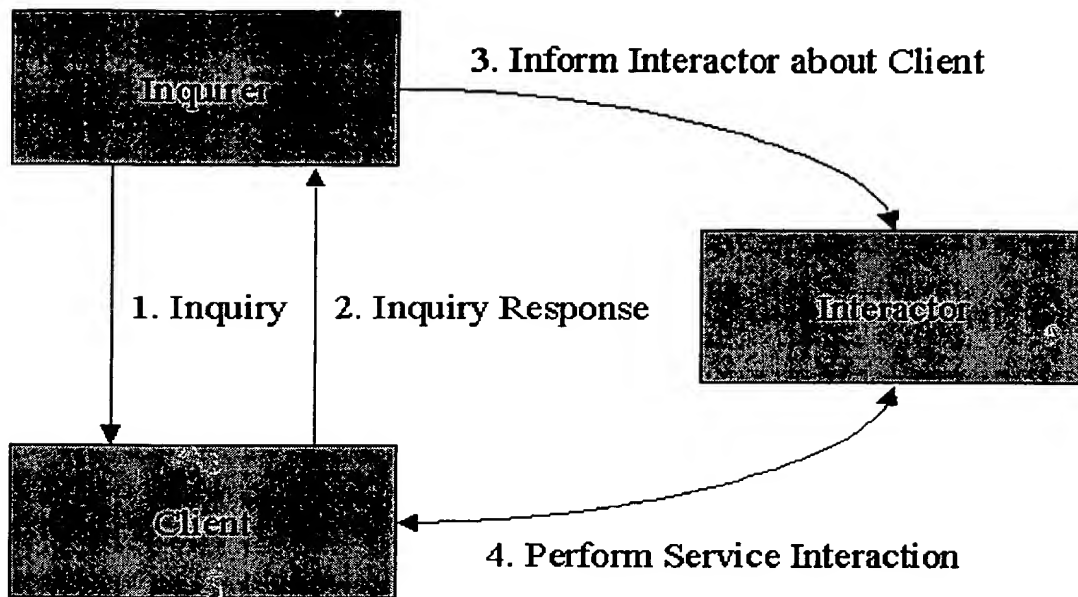 Inquirer
3. Inform Interactor about Client
1. Inquiry
2. Inquiry Response
Interactor
Client
4. Perform Service Interaction